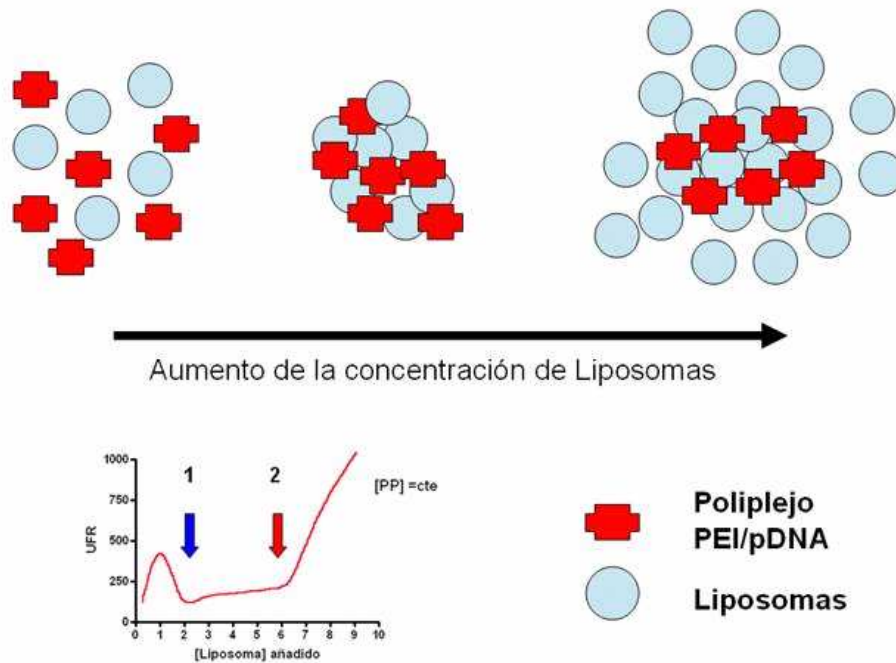 Aumento de la concentración de Liposomas
1000
750
500
250
0
UFR
1
2
[PP] =cte
0 1 2 3 4 5 6 7 8 9 10
[Liposoma] añadido
Poliplejo
PEI/pDNA
Liposomas